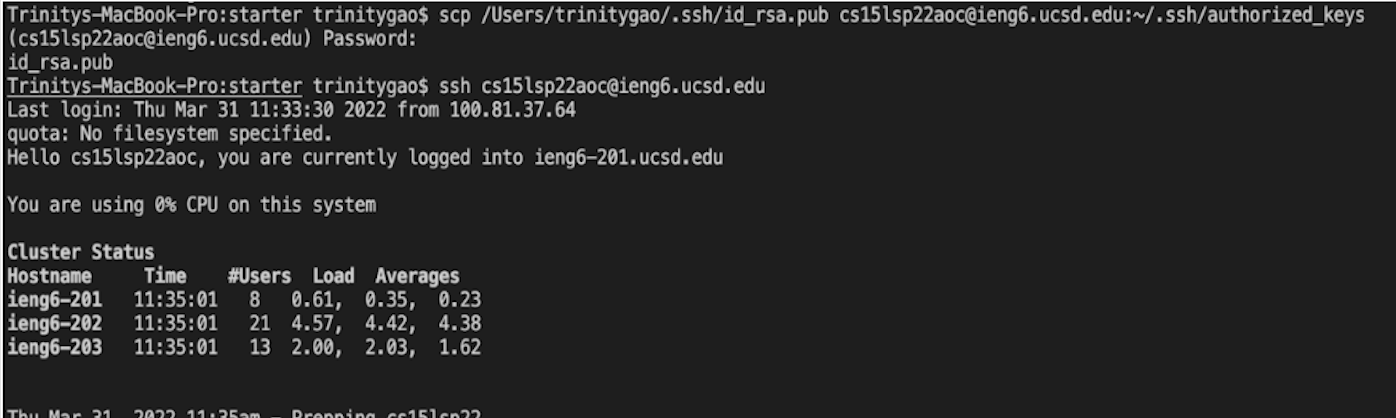 Trinitys-MacBook-Pro:starter trinitygao$ scp /Users/trinitygao/.ssh/id_rsa.pub cs15lsp22aoc@ieng6.ucsd.edu:~/.ssh/authorized_keys
(cs15lsp22aoc@ieng6.ucsd.edu) Password:
id_rsa.pub
Trinitys-MacBook-Pro:starter trinitygao$ ssh cs15lsp22aoc@ieng6.ucsd.edu
Last login: Thu Mar 31 11:33:30 2022 from 100.81.37.64
quota: No filesystem specified.
Hello cs15lsp22aoc, you are currently logged into ieng6-201.ucsd.edu
You are using 0% CPU on this system
Cluster Status
Hostname Time #Users Load Averages
ieng6-201 11:35:01 8 0.61, 0.35, 0.23
ieng6-202 11:35:01 21 4.57, 4.42, 4.38
ieng6-203 11:35:01 13 2.00, 2.03, 1.62
Thu Mar 31, 2022 11:35am - Prepping cs15lsp22